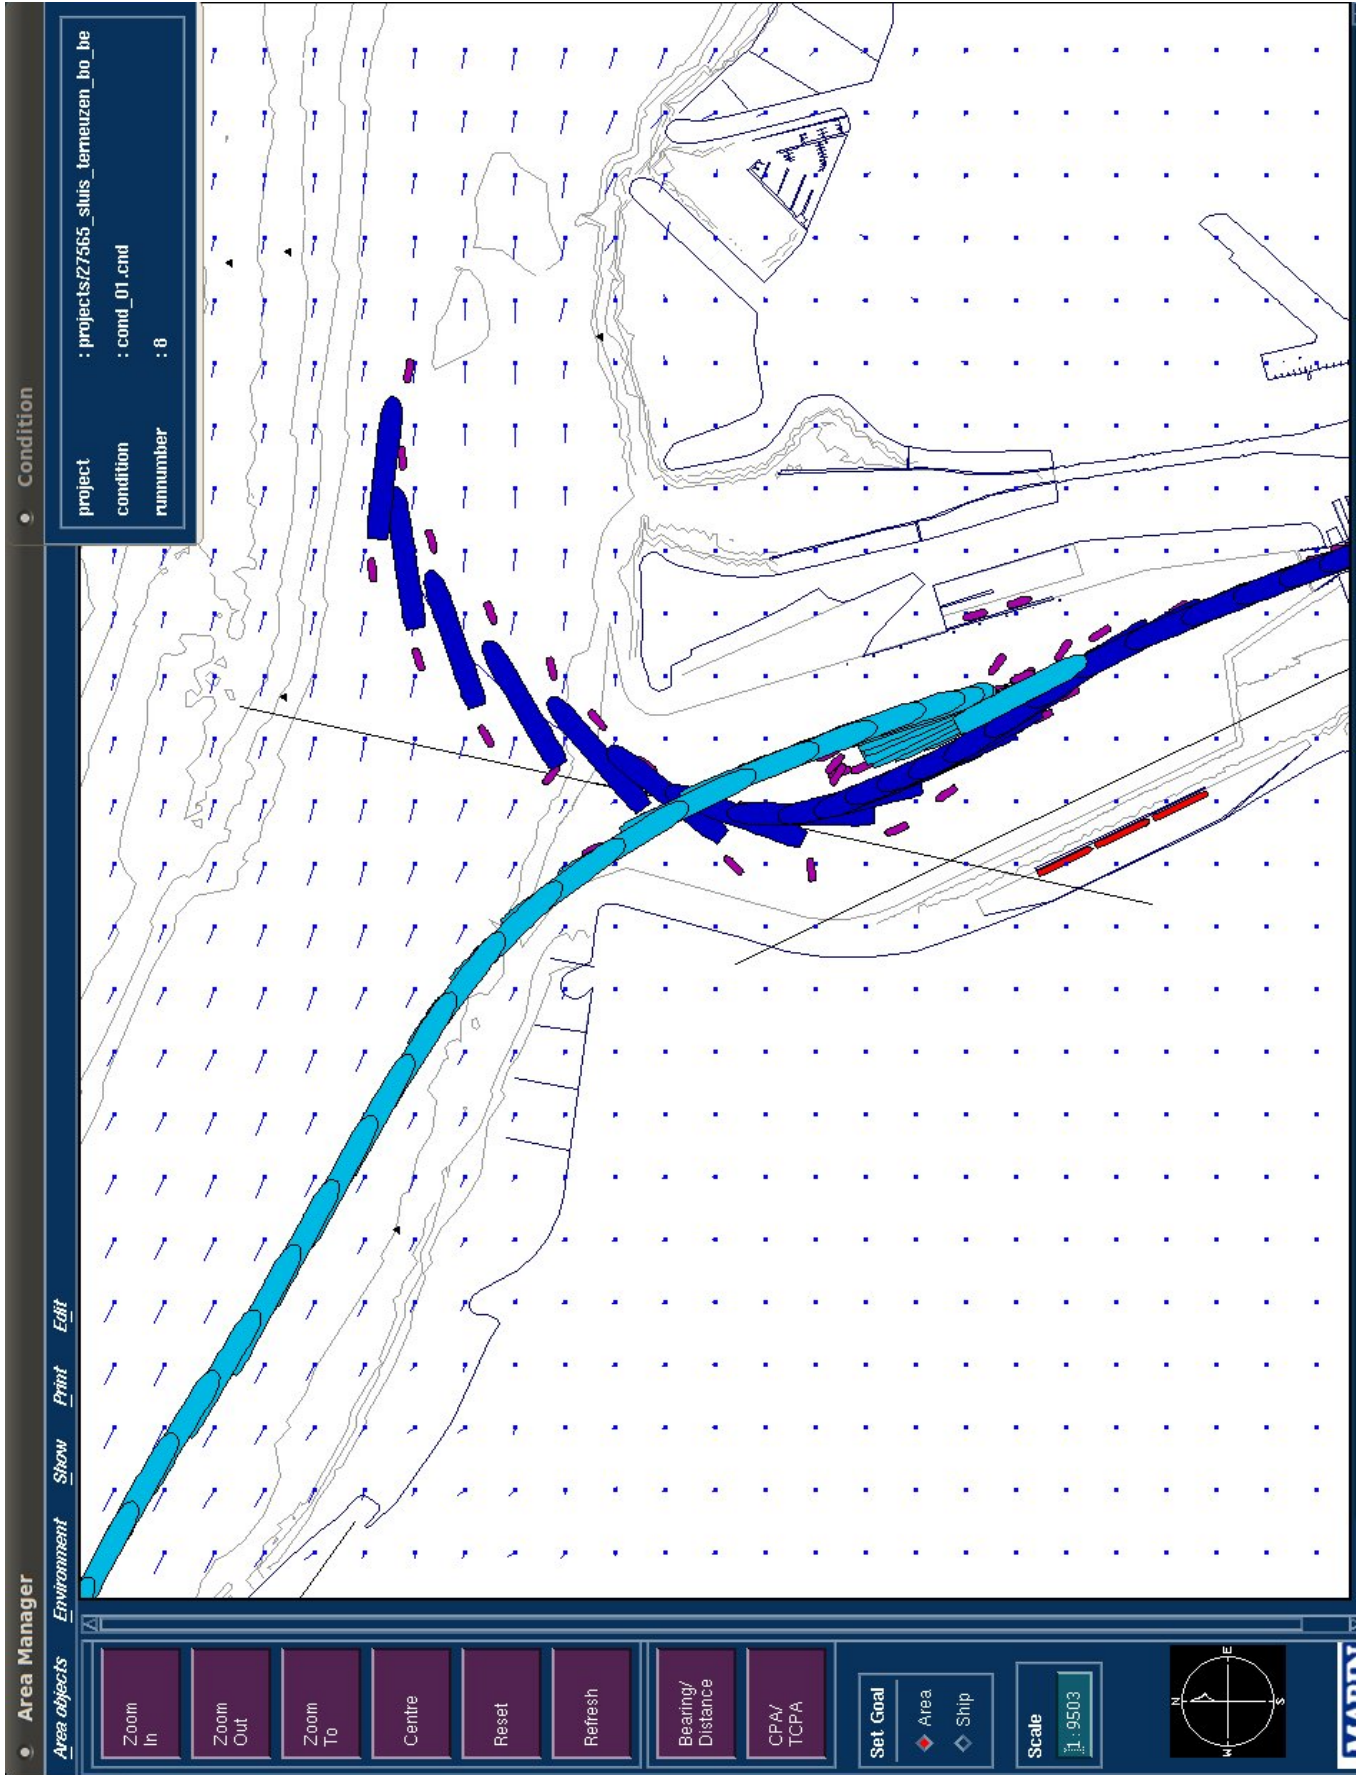 Area Manager
Condition
Area objects Environment Show Print Edit
project : projects/27565_sluis_terneuzen_bo_be
condition : cond_01.cnd
runnumber : 8
Zoom
In
Zoom
Out
Zoom
To
Centre
Reset
Refresh
Bearing/
Distance
CPA/
TCPA
Set Goal
Area
Ship
Scale
1 : 9503
N
W E
S